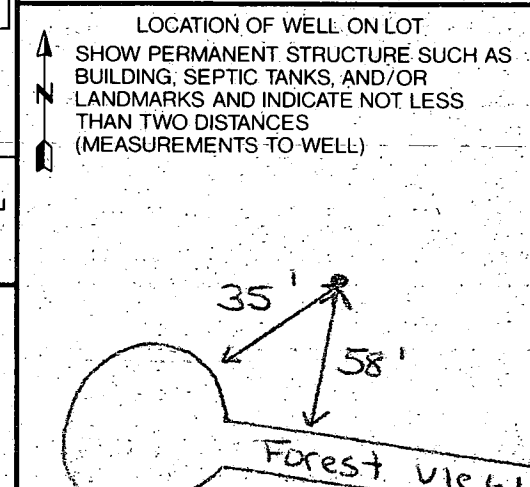 LOCATION OF WELL ON LOT
SHOW PERMANENT STRUCTURE SUCH AS
BUILDING, SEPTIC TANKS, AND/OR
LANDMARKS AND INDICATE NOT LESS
THAN TWO DISTANCES
(MEASUREMENTS TO WELL)
N
35'
58'
Forest View